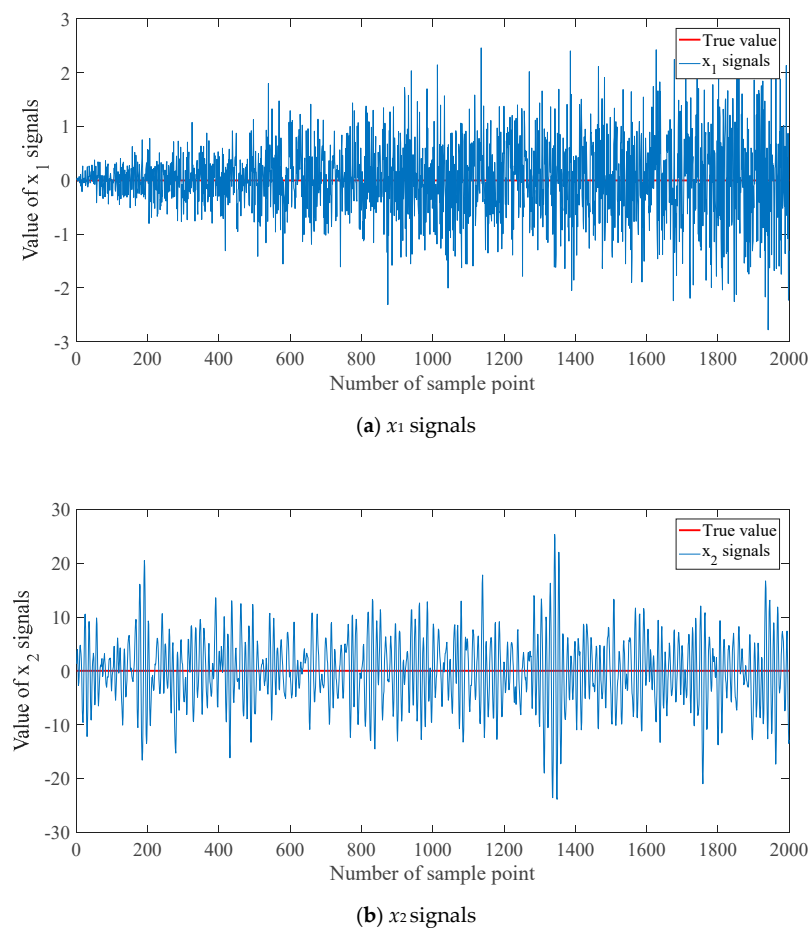 3
2
1
0
-1
-2
-3
Value of x1 signals
True value
x1 signals
0 200 400 600 800 1000 1200 1400 1600 1800 2000
Number of sample point
(a) x1 signals
30
20
10
0
-10
-20
-30
Value of x2 signals
True value
x2 signals
0 200 400 600 800 1000 1200 1400 1600 1800 2000
Number of sample point
(b) x2 signals